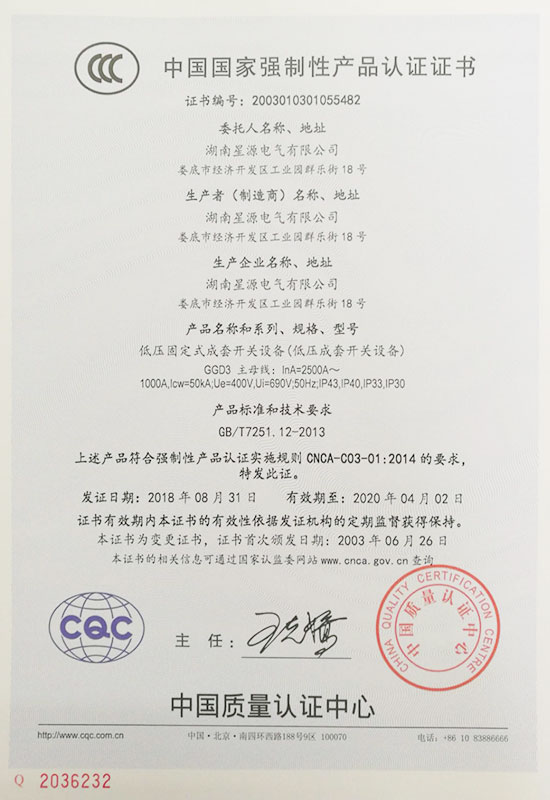 CCC
中国国家强制性产品认证证书
证书编号：2003010301055482
委托人名称、地址
湖南星源电气有限公司
娄底市经济开发区工业园群乐街18号
生产者（制造商）名称、地址
湖南星源电气有限公司
娄底市经济开发区工业园群乐街18号
生产企业名称、地址
湖南星源电气有限公司
娄底市经济开发区工业园群乐街18号
产品名称和系列、规格、型号
低压固定式成套开关设备(低压成套开关设备)
GGD3 主母线：InA=2500A～
1000A,Icw=50kA;Ue=400V,Ui=690V;50Hz;IP43,IP40,IP33,IP30
产品标准和技术要求
GB/T7251.12-2013
上述产品符合强制性产品认证实施规则CNCA-C03-01:2014的要求，
特发此证。
发证日期：2018年08月31日 有效期至：2020年04月02日
证书有效期内本证书的有效性依据发证机构的定期监督获得保持。
本证书为变更证书，证书首次颁发日期：2003年06月26日
本证书的相关信息可通过国家认监委网站www.cnca.gov.cn查询
CQC
主任：
CHINA QUALITY CERTIFICATION CENTRE
中国质量认证中心
中国质量认证中心
http://www.cqc.com.cn
中国·北京·南四环西路188号9区 100070
电话：+86 10 83886666
Q 2036232